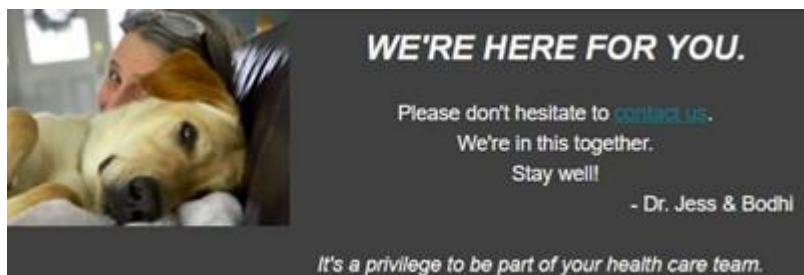 WE'RE HERE FOR YOU.
Please don't hesitate to contact us.
We're in this together.
Stay well!
- Dr. Jess & Bodhi
It's a privilege to be part of your health care team.